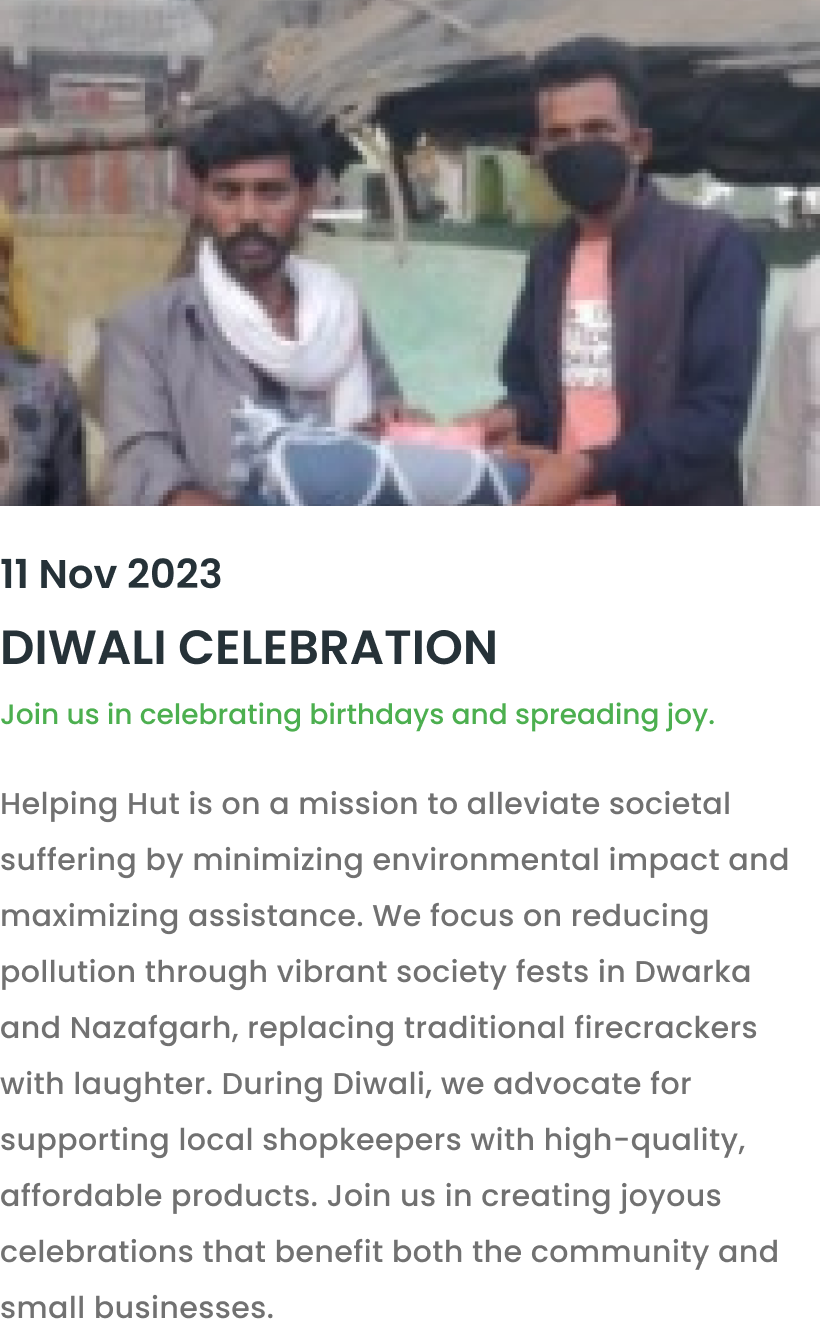 11 Nov 2023
DIWALI CELEBRATION
Join us in celebrating birthdays and spreading joy.
Helping Hut is on a mission to alleviate societal
suffering by minimizing environmental impact and
maximizing assistance. We focus on reducing
pollution through vibrant society fests in Dwarka
and Nazafgarh, replacing traditional firecrackers
with laughter. During Diwali, we advocate for
supporting local shopkeepers with high-quality,
affordable products. Join us in creating joyous
celebrations that benefit both the community and
small businesses.